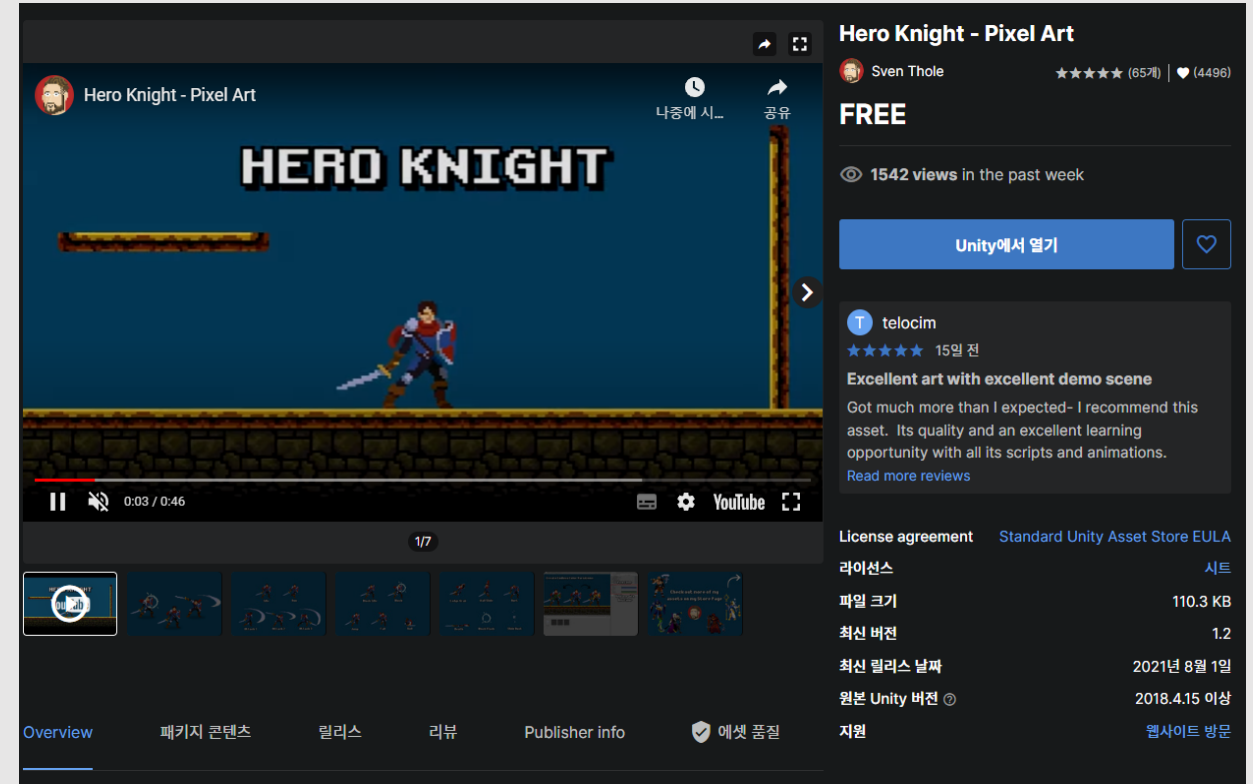 Hero Knight - Pixel Art
나중에 시...
공유
HERO KNIGHT
0:03 / 0:46
YouTube
1/7
Overview
패키지 콘텐츠
릴리스
리뷰
Publisher info
에셋 품질
Hero Knight - Pixel Art
Sven Thole
★★★★★ (65개) | ♥ (4496)
FREE
1542 views in the past week
Unity에서 열기
T telocim
★★★★★ 15일 전
Excellent art with excellent demo scene
Got much more than I expected- I recommend this
asset. Its quality and an excellent learning
opportunity with all its scripts and animations.
Read more reviews
License agreement Standard Unity Asset Store EULA
라이선스 시트
파일 크기 110.3 KB
최신 버전 1.2
최신 릴리스 날짜 2021년 8월 1일
원본 Unity 버전 2018.4.15 이상
지원 웹사이트 방문